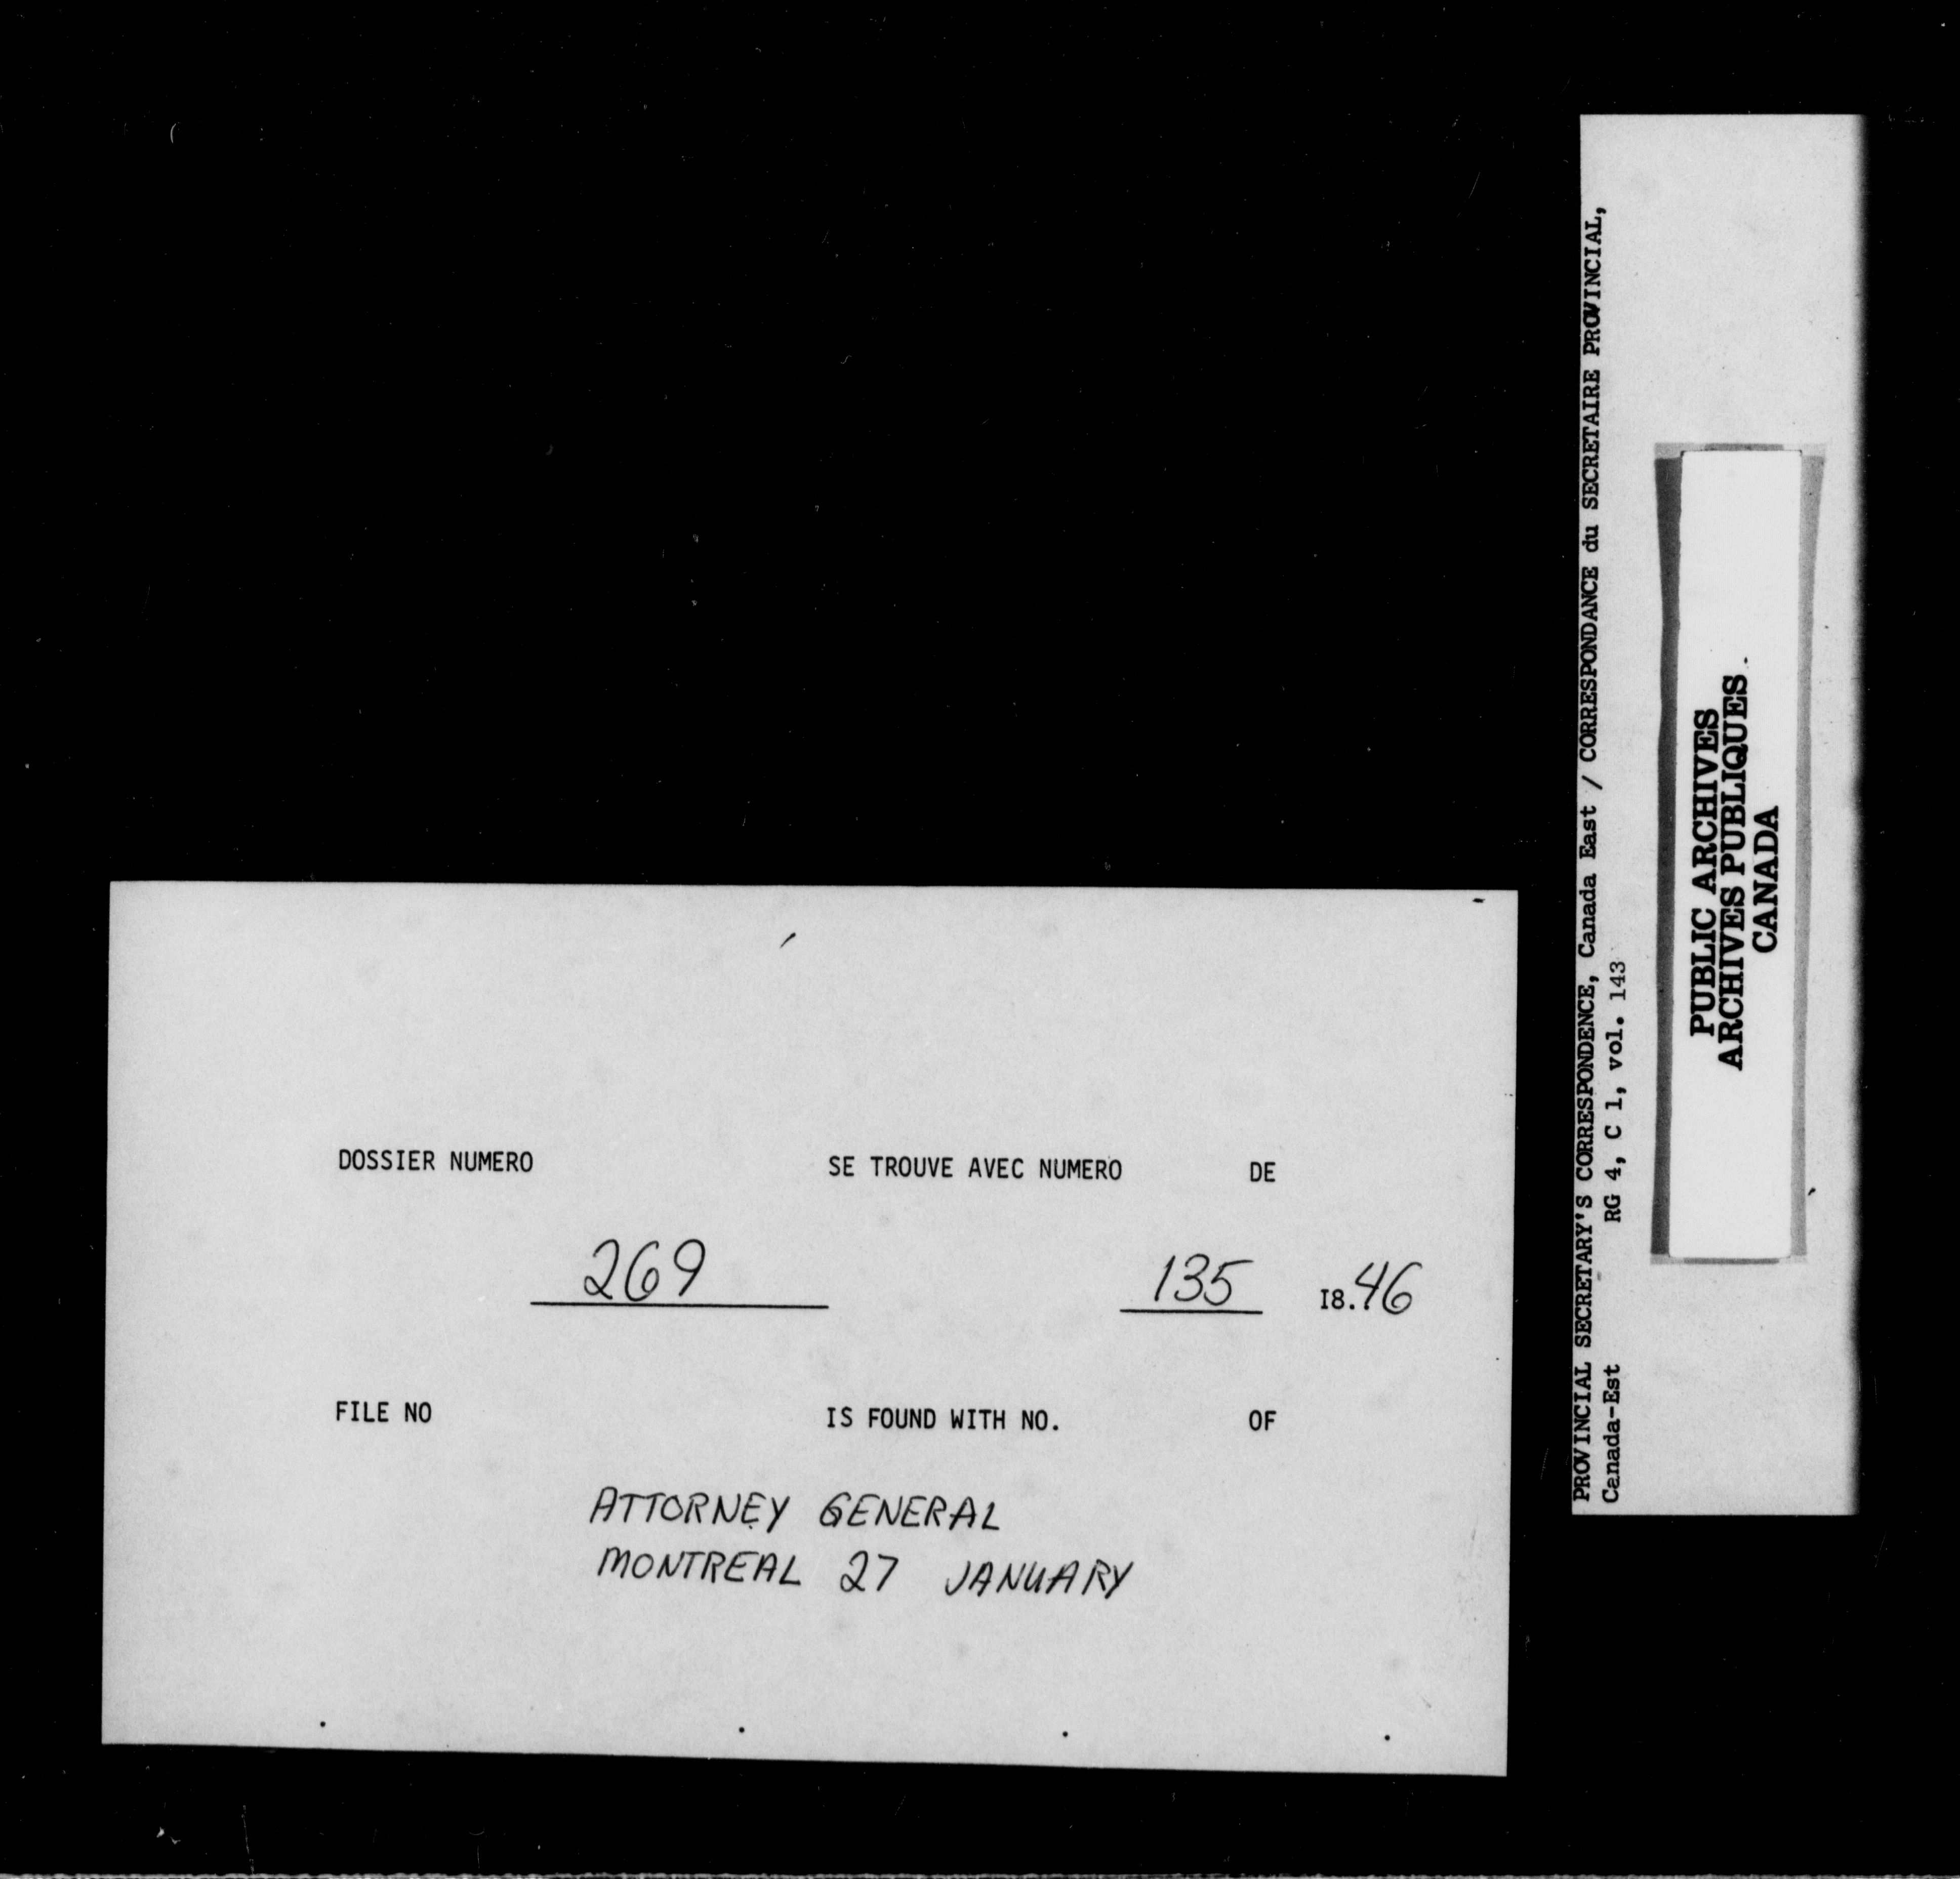 DOSSIER NUMERO SE TROUVE AVEC NUMERO DE
269 135 18.46
FILE NO IS FOUND WITH NO. OF
ATTORNEY GENERAL
MONTREAL 27 JANUARY
PROVINCIAL SECRETARY'S CORRESPONDENCE, Canada East / CORRESPONDANCE du SECRETAIRE PROVINCIAL,
Canada-Est RG 4, C 1, vol. 143
PUBLIC ARCHIVES
ARCHIVES PUBLIQUES
CANADA